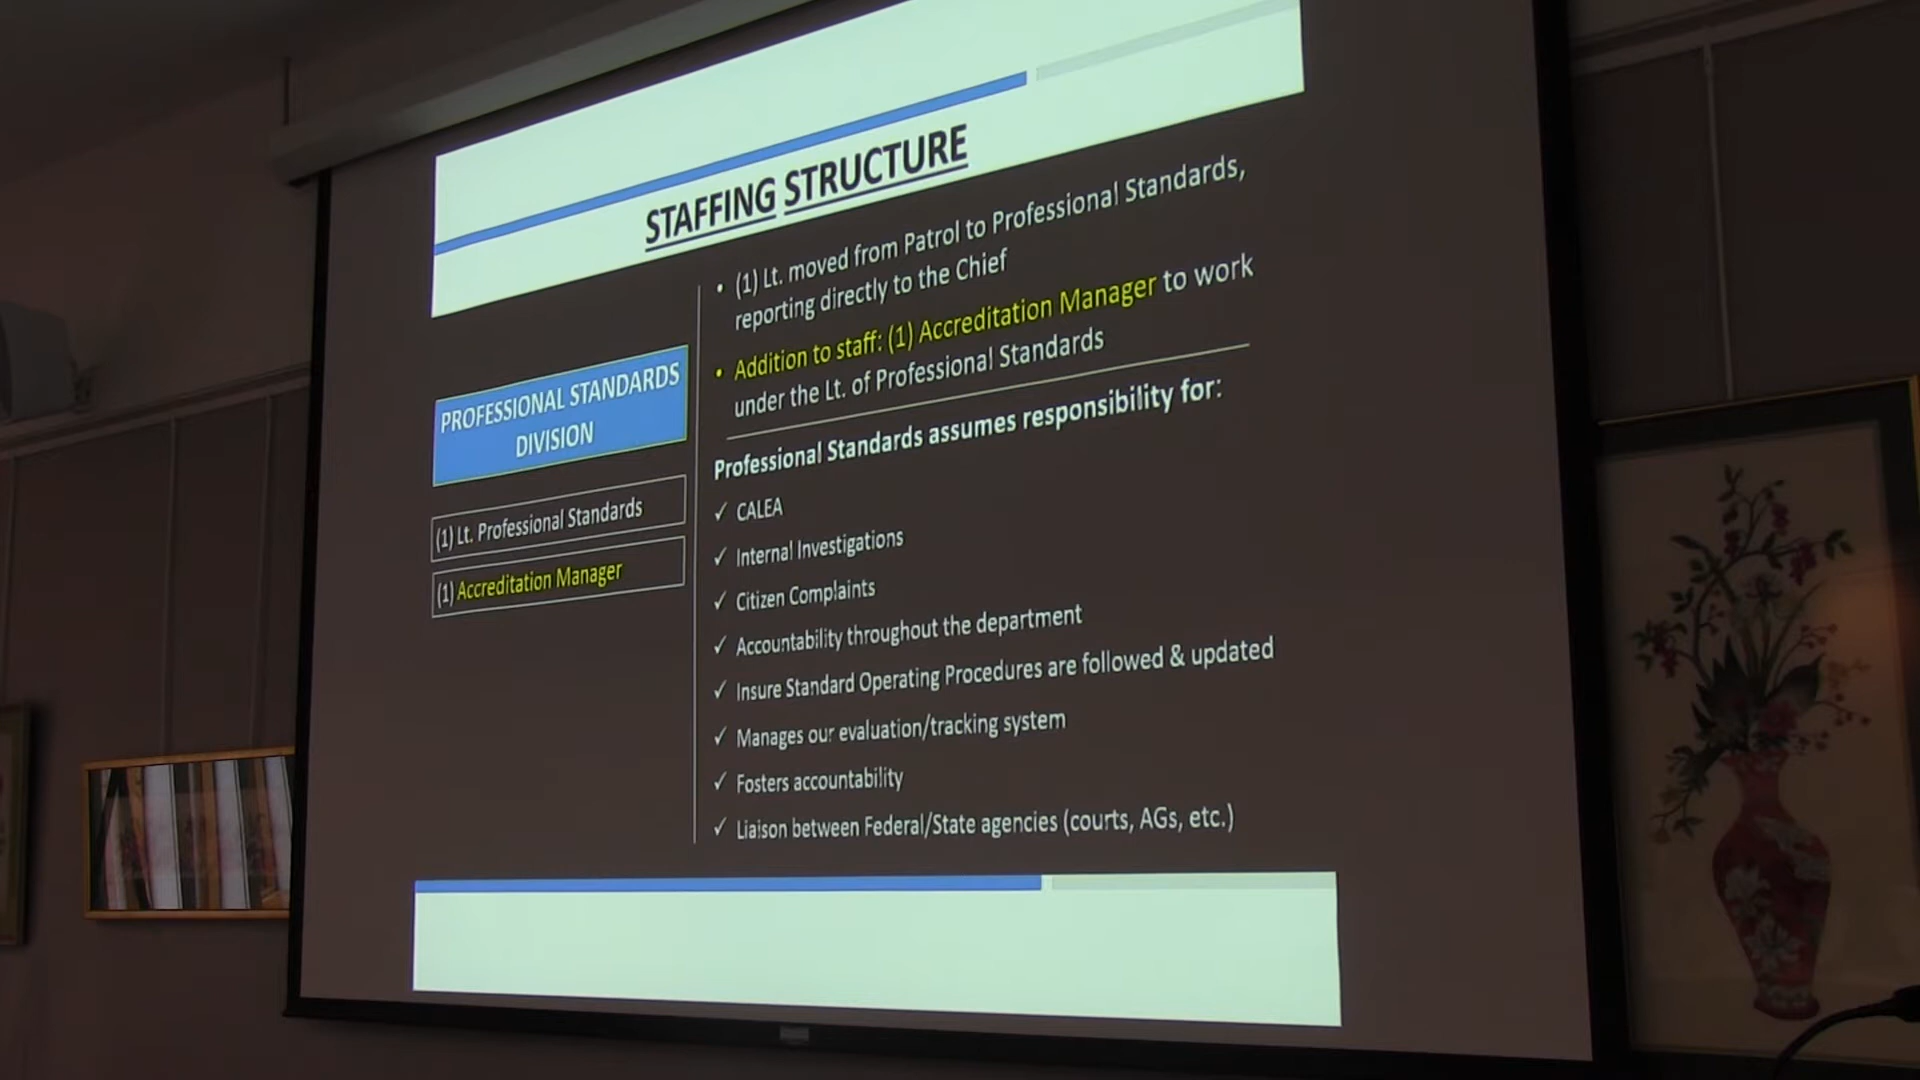 STAFFING STRUCTURE
PROFESSIONAL STANDARDS
DIVISION
(1) Lt. Professional Standards
(1) Accreditation Manager
• (1) Lt. moved from Patrol to Professional Standards,
reporting directly to the Chief
• Addition to staff: (1) Accreditation Manager to work
under the Lt. of Professional Standards
Professional Standards assumes responsibility for:
✓ CALEA
✓ Internal Investigations
✓ Citizen Complaints
✓ Accountability throughout the department
✓ Insure Standard Operating Procedures are followed & updated
✓ Manages our evaluation/tracking system
✓ Fosters accountability
✓ Liaison between Federal/State agencies (courts, AGs, etc.)